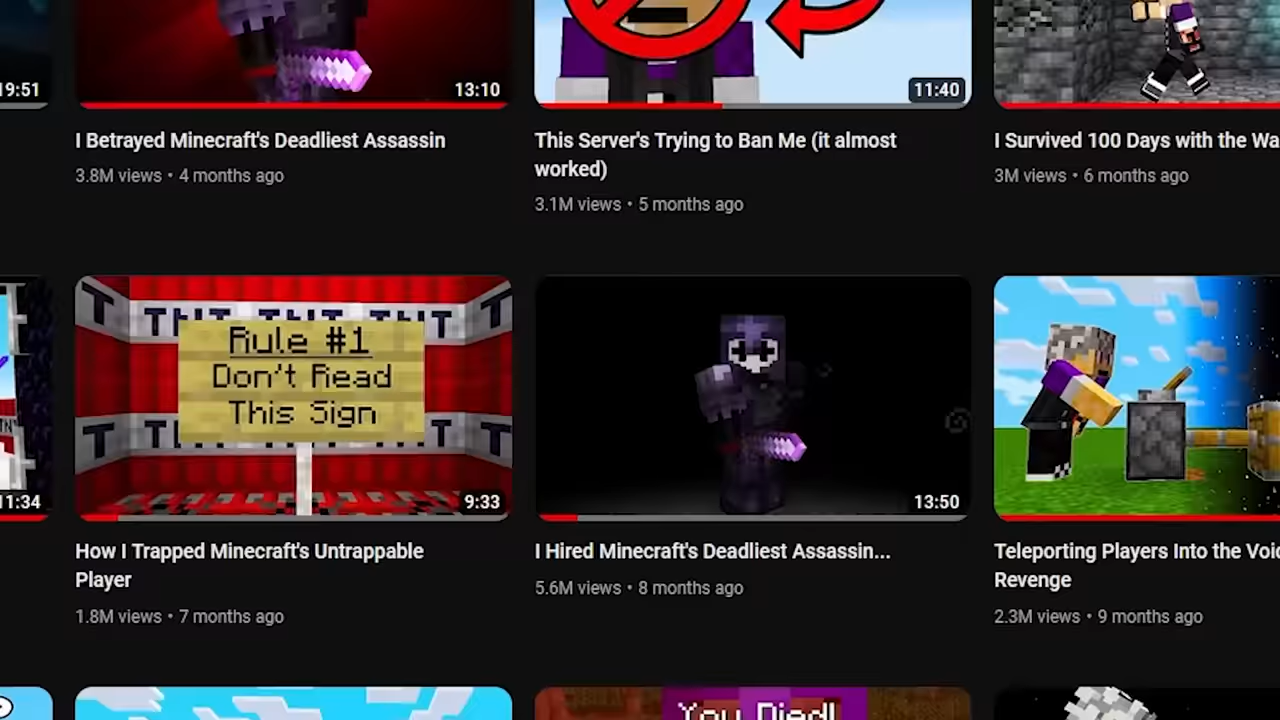 19:51
13:10
11:40
I Betrayed Minecraft's Deadliest Assassin
3.8M views • 4 months ago
This Server's Trying to Ban Me (it almost
worked)
3.1M views • 5 months ago
I Survived 100 Days with the Wa
3M views • 6 months ago
TNT TNT TNT
Rule #1
Don't Read
This Sign
11:34
9:33
13:50
How I Trapped Minecraft's Untrappable
Player
1.8M views • 7 months ago
I Hired Minecraft's Deadliest Assassin...
5.6M views • 8 months ago
Teleporting Players Into the Voi
Revenge
2.3M views • 9 months ago
You Died!